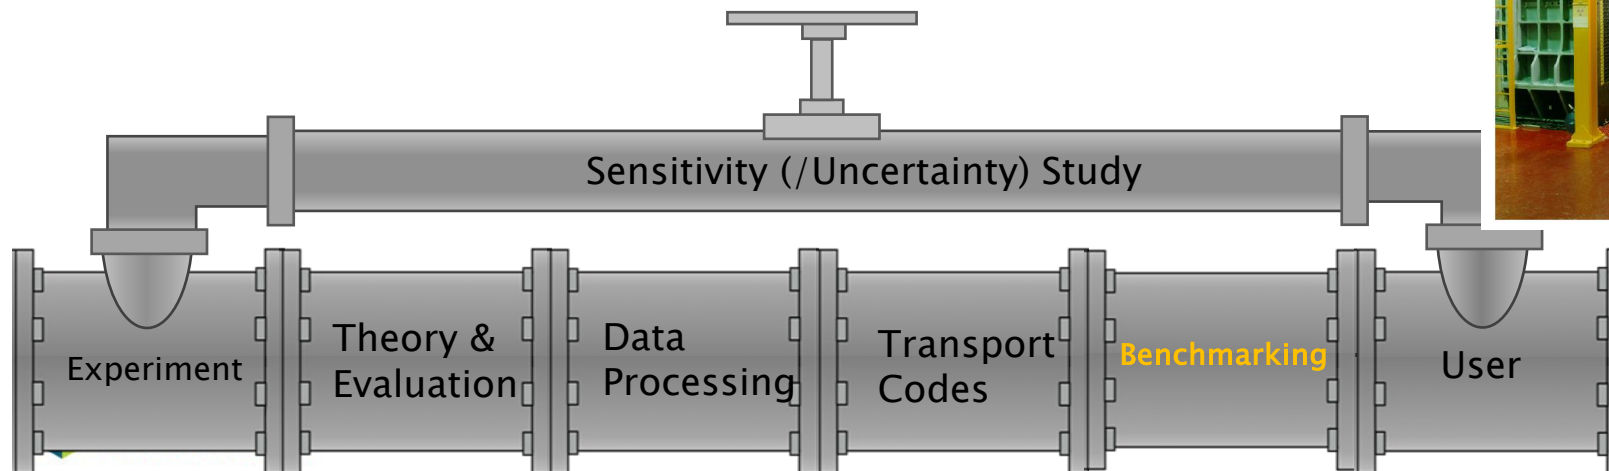 Sensitivity (/Uncertainty) Study
Experiment
Theory &
Evaluation
Data
Processing
Transport
Codes
Benchmarking
User